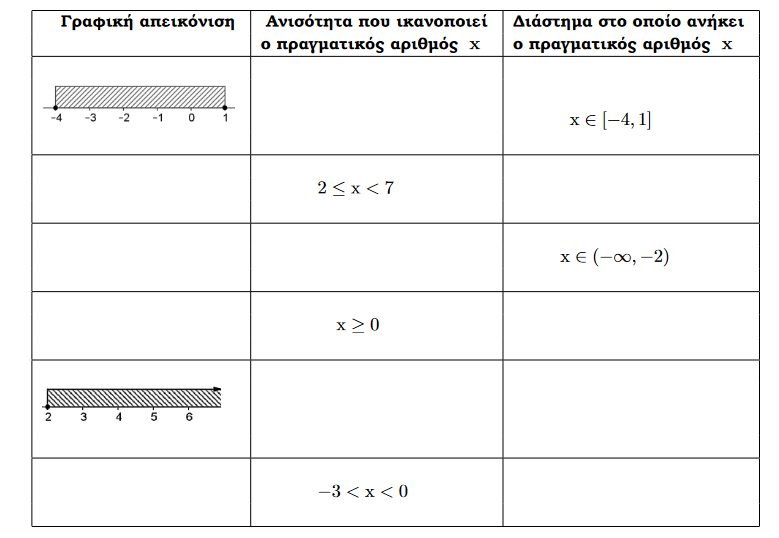 Γραφική απεικόνιση
Ανισότητα που ικανοποιεί
ο πραγματικός αριθμός x
Διάστημα στο οποίο ανήκει
ο πραγματικός αριθμός x
-4 -3 -2 -1 0 1
x ∈ [−4, 1]
2 ≤ x < 7
x ∈ (−∞, −2)
x ≥ 0
2 3 4 5 6
−3 < x < 0